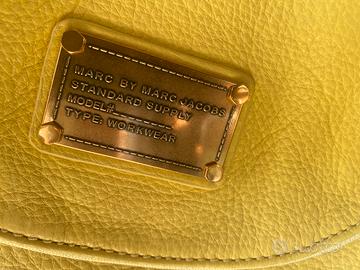 MARC BY MARC JACOBS
STANDARD SUPPLY
MODEL#
TYPE: WORKWEAR